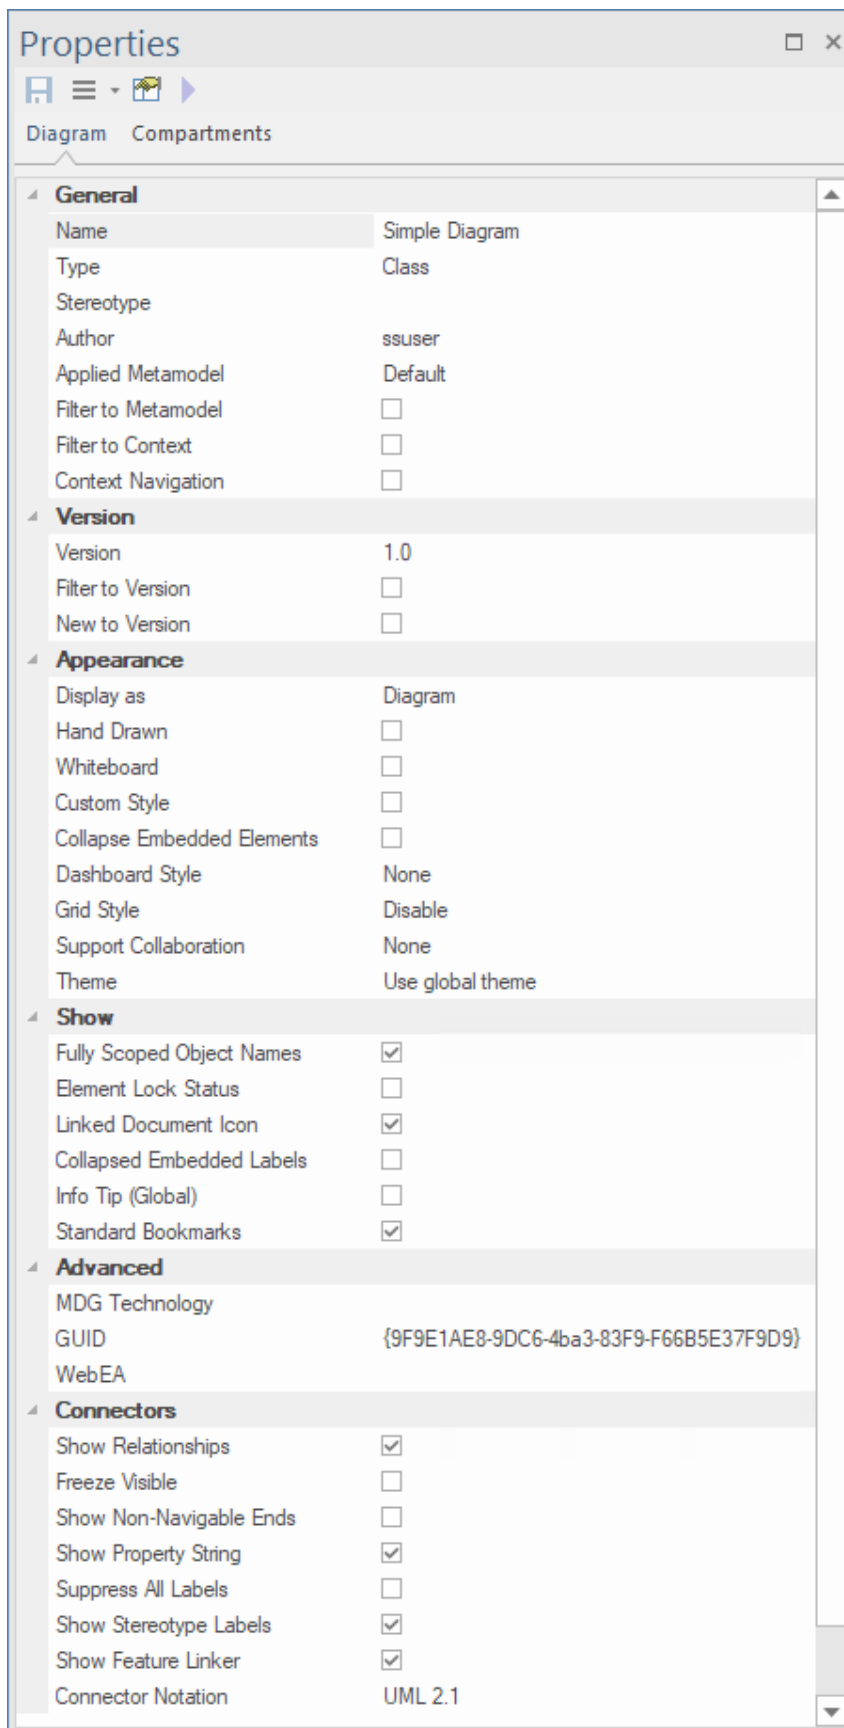 Properties
Diagram Compartments
General
Name Simple Diagram
Type Class
Stereotype
Author ssuser
Applied Metamodel Default
Filter to Metamodel
Filter to Context
Context Navigation
Version
Version 1.0
Filter to Version
New to Version
Appearance
Display as Diagram
Hand Drawn
Whiteboard
Custom Style
Collapse Embedded Elements
Dashboard Style None
Grid Style Disable
Support Collaboration None
Theme Use global theme
Show
Fully Scoped Object Names
Element Lock Status
Linked Document Icon
Collapsed Embedded Labels
Info Tip (Global)
Standard Bookmarks
Advanced
MDG Technology
GUID {9F9E1AE8-9DC6-4ba3-83F9-F66B5E37F9D9}
WebEA
Connectors
Show Relationships
Freeze Visible
Show Non-Navigable Ends
Show Property String
Suppress All Labels
Show Stereotype Labels
Show Feature Linker
Connector Notation UML 2.1